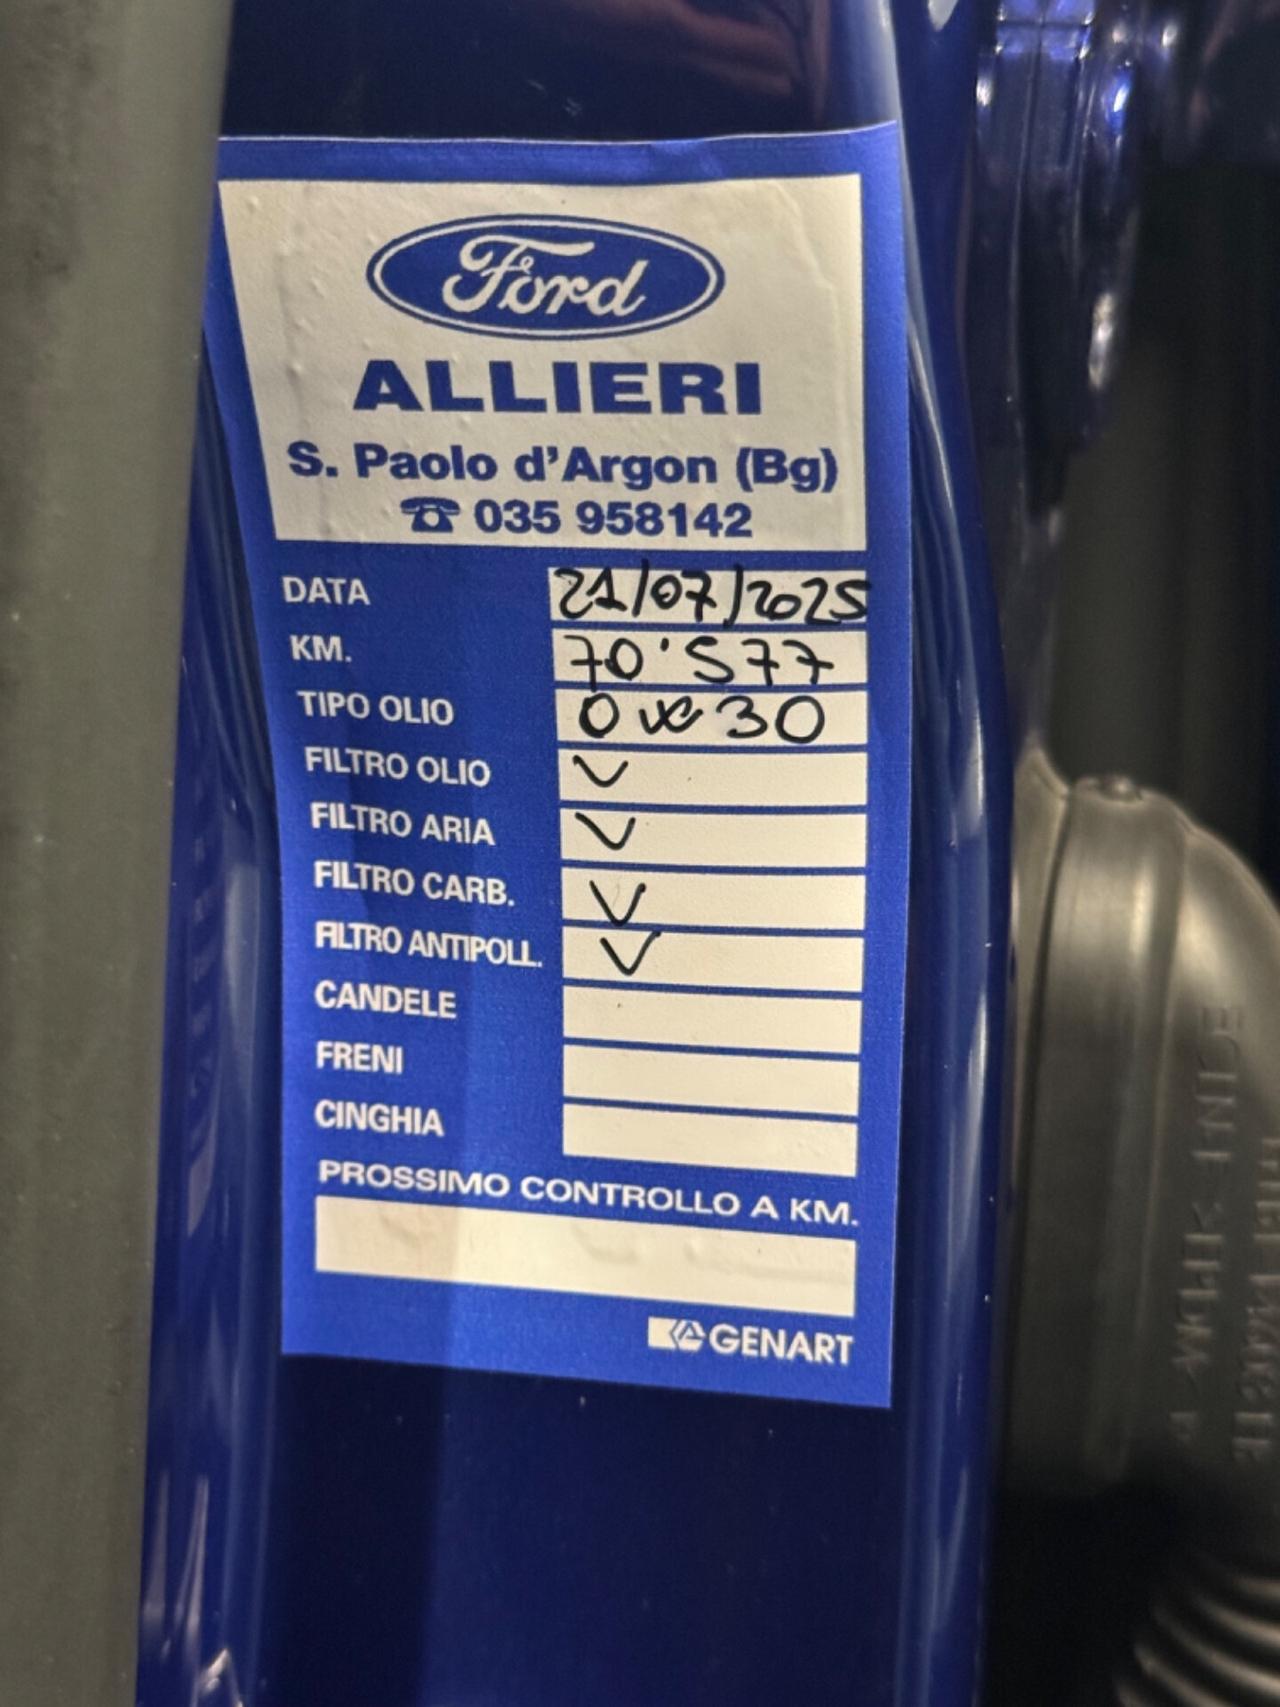 Ford
ALLIERI
S. Paolo d'Argon (Bg)
☎ 035 958142
DATA 21/07/2025
KM. 70'577
TIPO OLIO 0w30
FILTRO OLIO ✓
FILTRO ARIA ✓
FILTRO CARB. ✓
FILTRO ANTIPOLL. ✓
CANDELE
FRENI
CINGHIA
PROSSIMO CONTROLLO A KM.
GENART